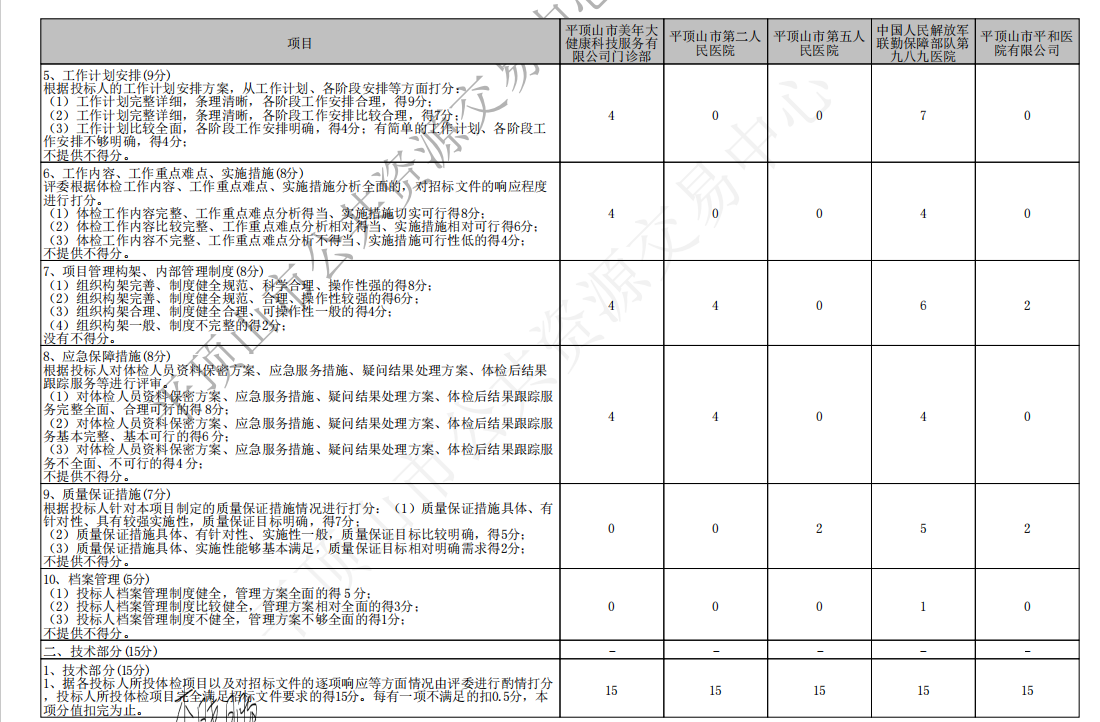 项目 平顶山市美年大健康科技服务有限公司门诊部 平顶山市第二人民医院 平顶山市第五人民医院 中国人民解放军联勤保障部队第九八九医院 平顶山市平和医院有限公司
5、工作计划安排(9分)
根据投标人的工作计划安排方案，从工作计划、各阶段安排等方面打分：
（1）工作计划完整详细，条理清晰，各阶段工作安排合理，得9分；
（2）工作计划完整详细，条理清晰，各阶段工作安排比较合理，得7分；
（3）工作计划比较全面，各阶段工作安排明确，得4分；有简单的工作计划、各阶段工
作安排不够明确，得4分；
不提供不得分。
4 0 0 7 0
6、工作内容、工作重点难点、实施措施(8分)
评委根据体检工作内容、工作重点难点、实施措施分析全面的，对招标文件的响应程度
进行打分。
（1）体检工作内容完整、工作重点难点分析得当、实施措施切实可行得8分；
（2）体检工作内容比较完整、工作重点难点分析相对得当、实施措施相对可行得6分；
（3）体检工作内容不完整、工作重点难点分析不得当、实施措施可行性低的得4分；
不提供不得分。
4 0 0 4 0
7、项目管理构架、内部管理制度(8分)
（1）组织构架完善、制度健全规范、科学合理、操作性强的得8分；
（2）组织构架完善、制度健全规范、合理、操作性较强的得6分；
（3）组织构架合理、制度健全合理、可操作性一般的得4分；
（4）组织构架一般、制度不完整的得2分；
没有不得分。
4 4 0 6 2
8、应急保障措施(8分)
根据投标人对体检人员资料保密方案、应急服务措施、疑问结果处理方案、体检后结果
跟踪服务等进行评审。
（1）对体检人员资料保密方案、应急服务措施、疑问结果处理方案、体检后结果跟踪服
务完整全面、合理可行的得 8分；
（2）对体检人员资料保密方案、应急服务措施、疑问结果处理方案、体检后结果跟踪服
务基本完整、基本可行的得6 分；
（3）对体检人员资料保密方案、应急服务措施、疑问结果处理方案、体检后结果跟踪服
务不全面、不可行的得4 分；
不提供不得分。
4 4 0 4 0
9、质量保证措施(7分)
根据投标人针对本项目制定的质量保证措施情况进行打分：（1）质量保证措施具体、有
针对性、具有较强实施性，质量保证目标明确，得7分；
（2）质量保证措施具体、有针对性、实施性一般，质量保证目标比较明确，得5分；
（3）质量保证措施具体、实施性能够基本满足，质量保证目标相对明确需求得2分；
不提供不得分。
0 0 2 5 2
10、档案管理(5分)
（1）投标人档案管理制度健全，管理方案全面的得 5 分；
（2）投标人档案管理制度比较健全，管理方案相对全面的得3分；
（3）投标人档案管理制度不健全，管理方案不够全面的得1分；
不提供不得分。
0 0 0 1 0
二、技术部分(15分) – – – – –
1、技术部分(15分)
1、据各投标人所投体检项目以及对招标文件的逐项响应等方面情况由评委进行酌情打分
，投标人所投体检项目完全满足招标文件要求的得15分。每有一项不满足的扣0.5分，本
项分值扣完为止。
15 15 15 15 15
平顶山市公共资源交易中心
平顶山市公共资源交易中心